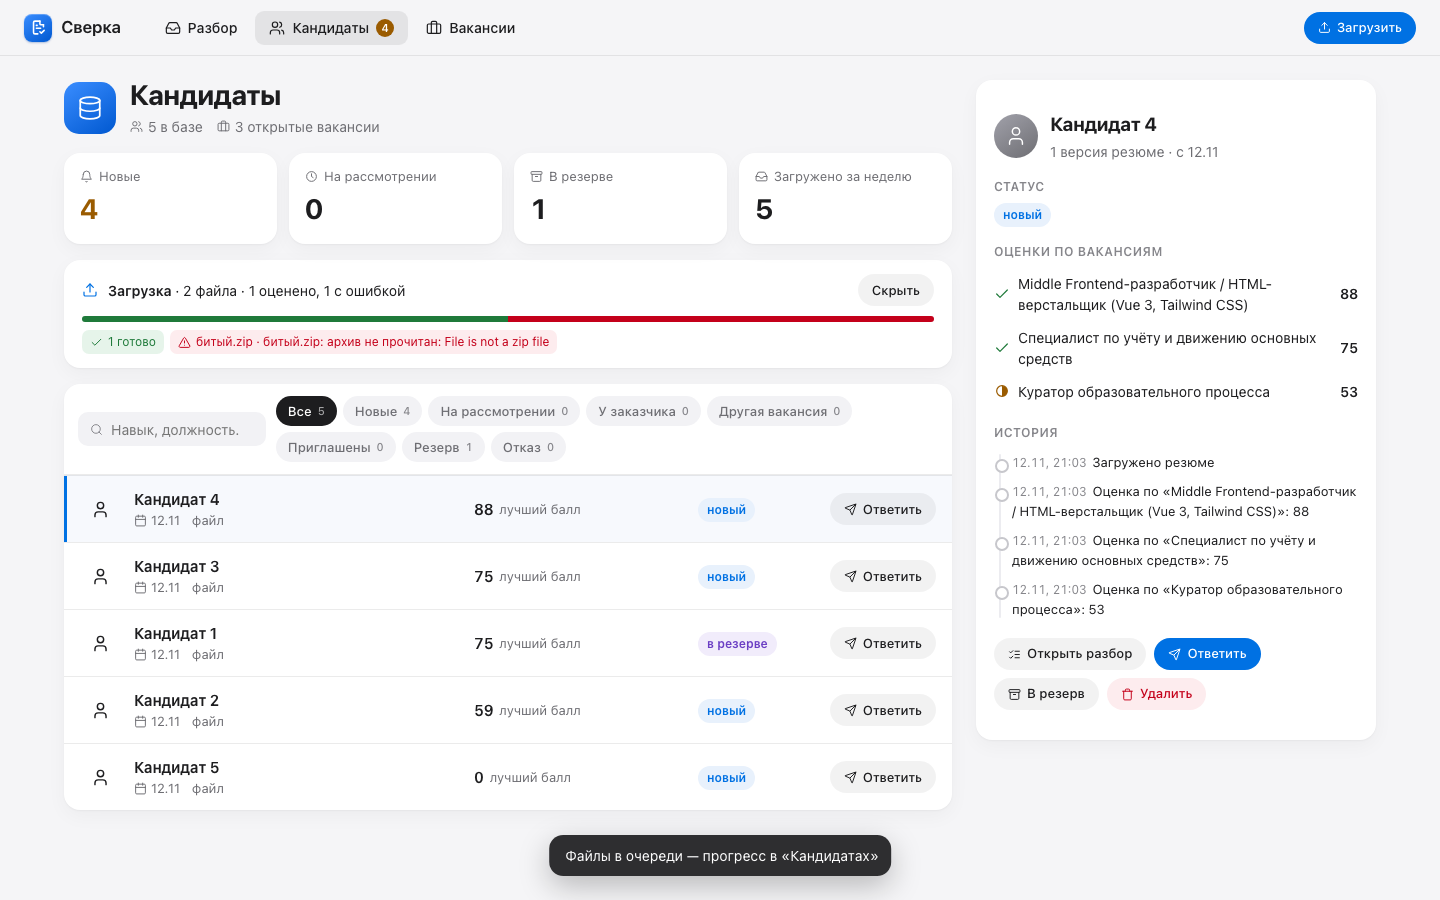 Сверка
Разбор
Кандидаты 4
Вакансии
Загрузить
Кандидаты
5 в базе 3 открытые вакансии
Новые
4
На рассмотрении
0
В резерве
1
Загружено за неделю
5
Загрузка · 2 файла · 1 оценено, 1 с ошибкой
Скрыть
1 готово
битый.zip · битый.zip: архив не прочитан: File is not a zip file
Навык, должность.
Все 5
Новые 4
На рассмотрении 0
У заказчика 0
Другая вакансия 0
Приглашены 0
Резерв 1
Отказ 0
Кандидат 4
12.11 файл
88 лучший балл
новый
Ответить
Кандидат 3
12.11 файл
75 лучший балл
новый
Ответить
Кандидат 1
12.11 файл
75 лучший балл
в резерве
Ответить
Кандидат 2
12.11 файл
59 лучший балл
новый
Ответить
Кандидат 5
12.11 файл
0 лучший балл
новый
Ответить
Кандидат 4
1 версия резюме · с 12.11
СТАТУС
новый
ОЦЕНКИ ПО ВАКАНСИЯМ
Middle Frontend-разработчик / HTML-
верстальщик (Vue 3, Tailwind CSS)
88
Специалист по учёту и движению основных
средств
75
Куратор образовательного процесса
53
ИСТОРИЯ
12.11, 21:03 Загружено резюме
12.11, 21:03 Оценка по «Middle Frontend-разработчик
/ HTML-верстальщик (Vue 3, Tailwind CSS)»: 88
12.11, 21:03 Оценка по «Специалист по учёту и
движению основных средств»: 75
12.11, 21:03 Оценка по «Куратор образовательного
процесса»: 53
Открыть разбор
Ответить
В резерв
Удалить
Файлы в очереди — прогресс в «Кандидатах»